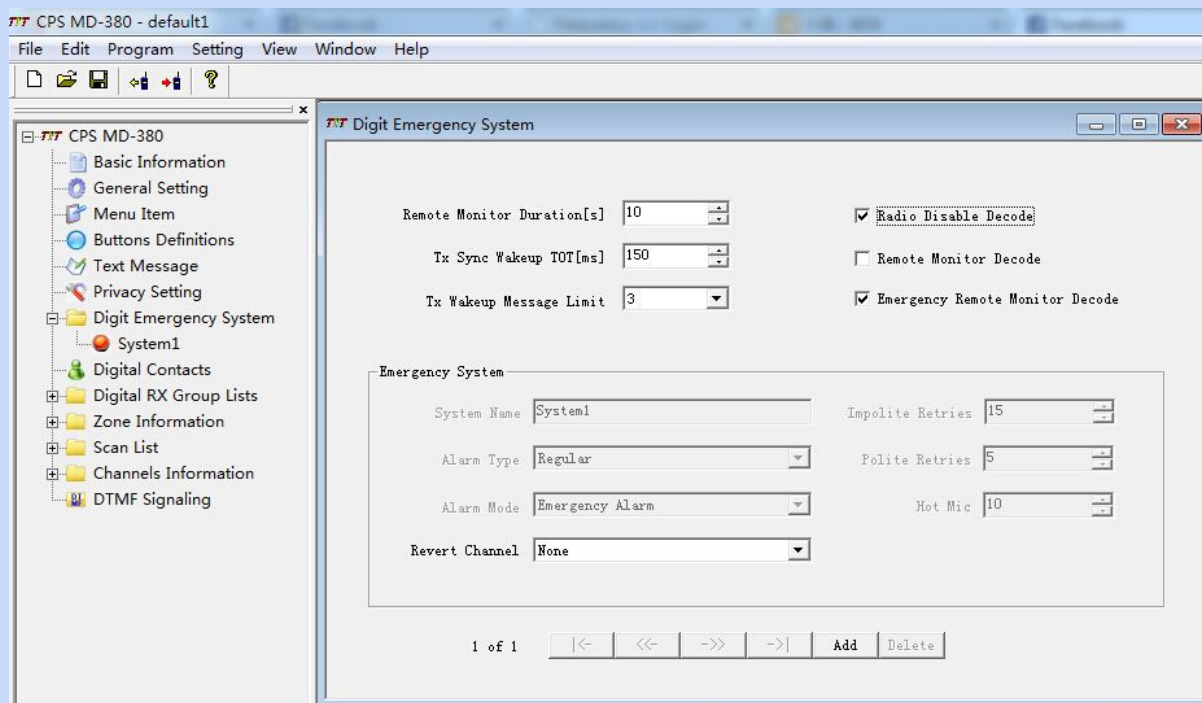 TYT CPS MD-380 - default1
File Edit Program Setting View Window Help
TYT CPS MD-380
Basic Information
General Setting
Menu Item
Buttons Definitions
Text Message
Privacy Setting
Digit Emergency System
System1
Digital Contacts
Digital RX Group Lists
Zone Information
Scan List
Channels Information
DTMF Signaling
TYT Digit Emergency System
Remote Monitor Duration[s] 10
Radio Disable Decode
Tx Sync Wakeup TOT[ms] 150
Remote Monitor Decode
Tx Wakeup Message Limit 3
Emergency Remote Monitor Decode
Emergency System
System Name System1
Impolite Retries 15
Alarm Type Regular
Polite Retries 5
Alarm Mode Emergency Alarm
Hot Mic 10
Revert Channel None
1 of 1 |<- <<- ->> ->| Add Delete